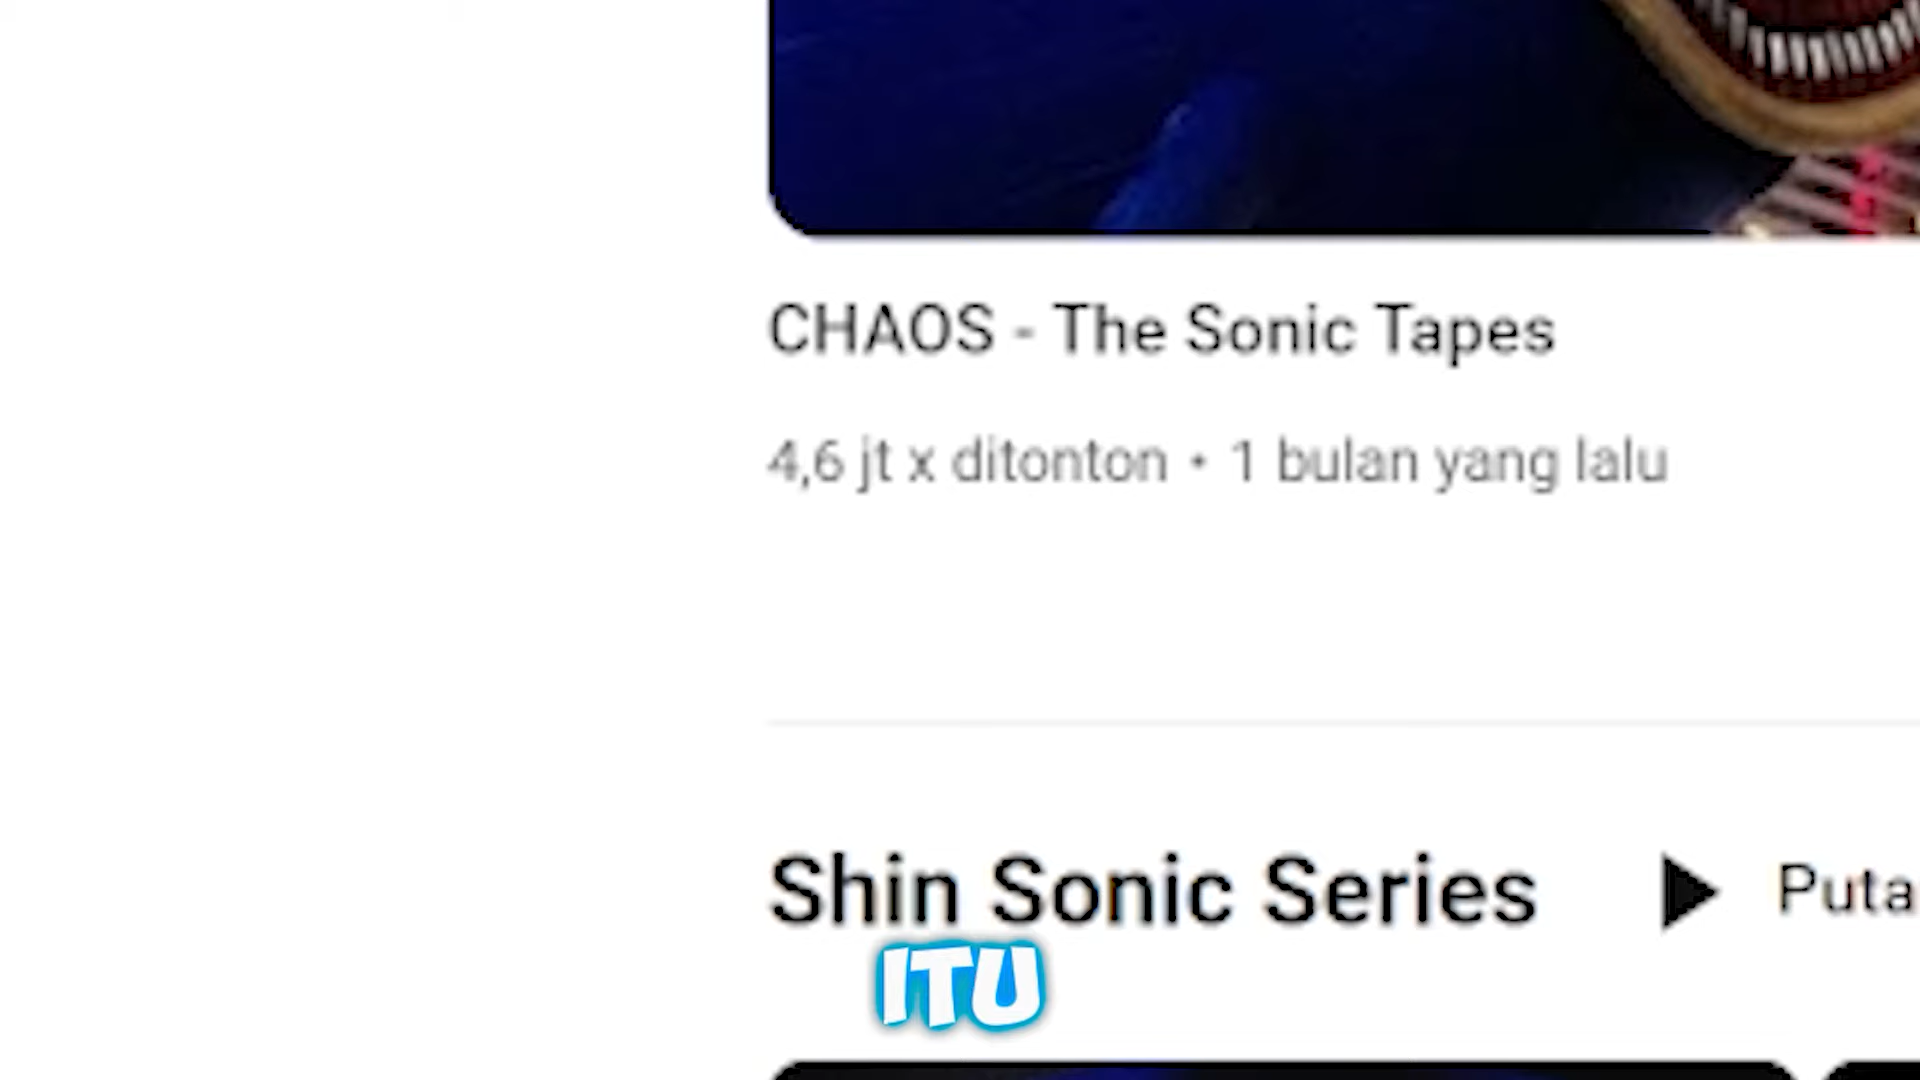 CHAOS - The Sonic Tapes
4,6 jt x ditonton • 1 bulan yang lalu
Shin Sonic Series
Puta
ITU